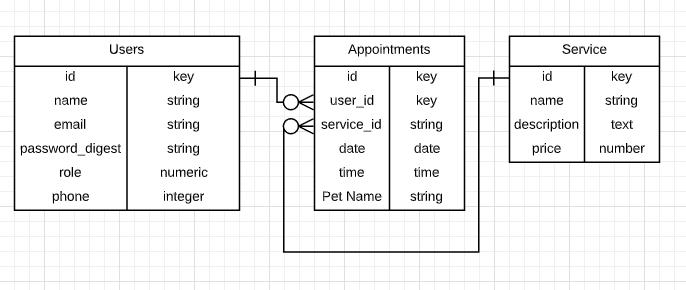 Users
id key
name string
email string
password_digest string
role numeric
phone integer
Appointments
id key
user_id key
service_id string
date date
time time
Pet Name string
Service
id key
name string
description text
price number